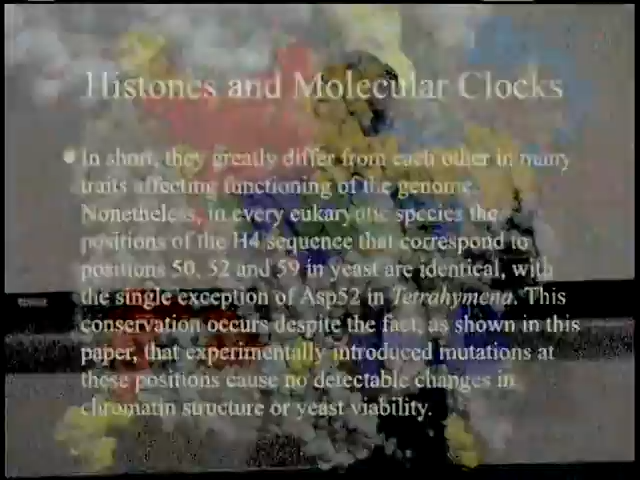 Histones and Molecular Clocks
In short, they greatly differ from each other in many
traits affecting functioning of the genome.
Nonetheless, in every eukaryotic species the
positions of the H4 sequence that correspond to
positions 50, 52 and 59 in yeast are identical, with
the single exception of Asp52 in Tetrahymena. This
conservation occurs despite the fact, as shown in this
paper, that experimentally introduced mutations at
these positions cause no detectable changes in
chromatin structure or yeast viability.